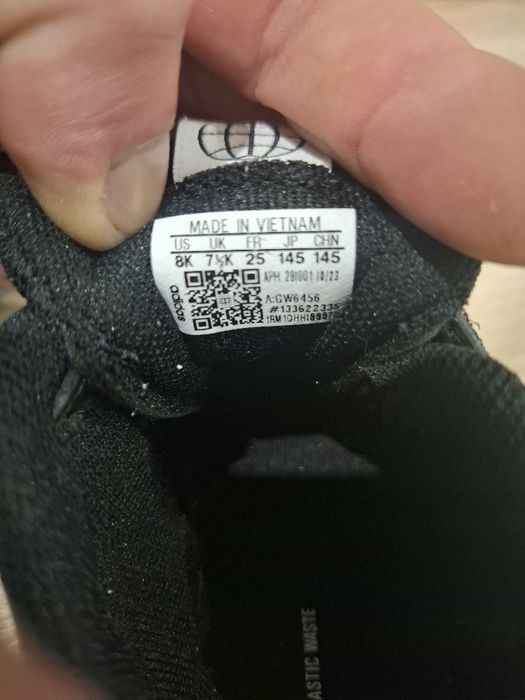 MADE IN VIETNAM
US UK FR JP CHN
8K 7½K 25 145 145
APH 291001 10/23
adidas
A:GW6456
#133622335
ASTIC WASTE